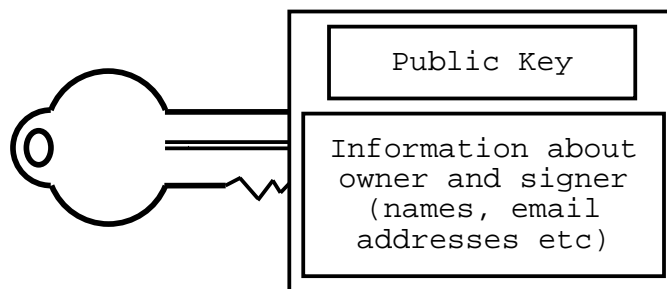 Public Key
Information about
owner and signer
(names, email
addresses etc)